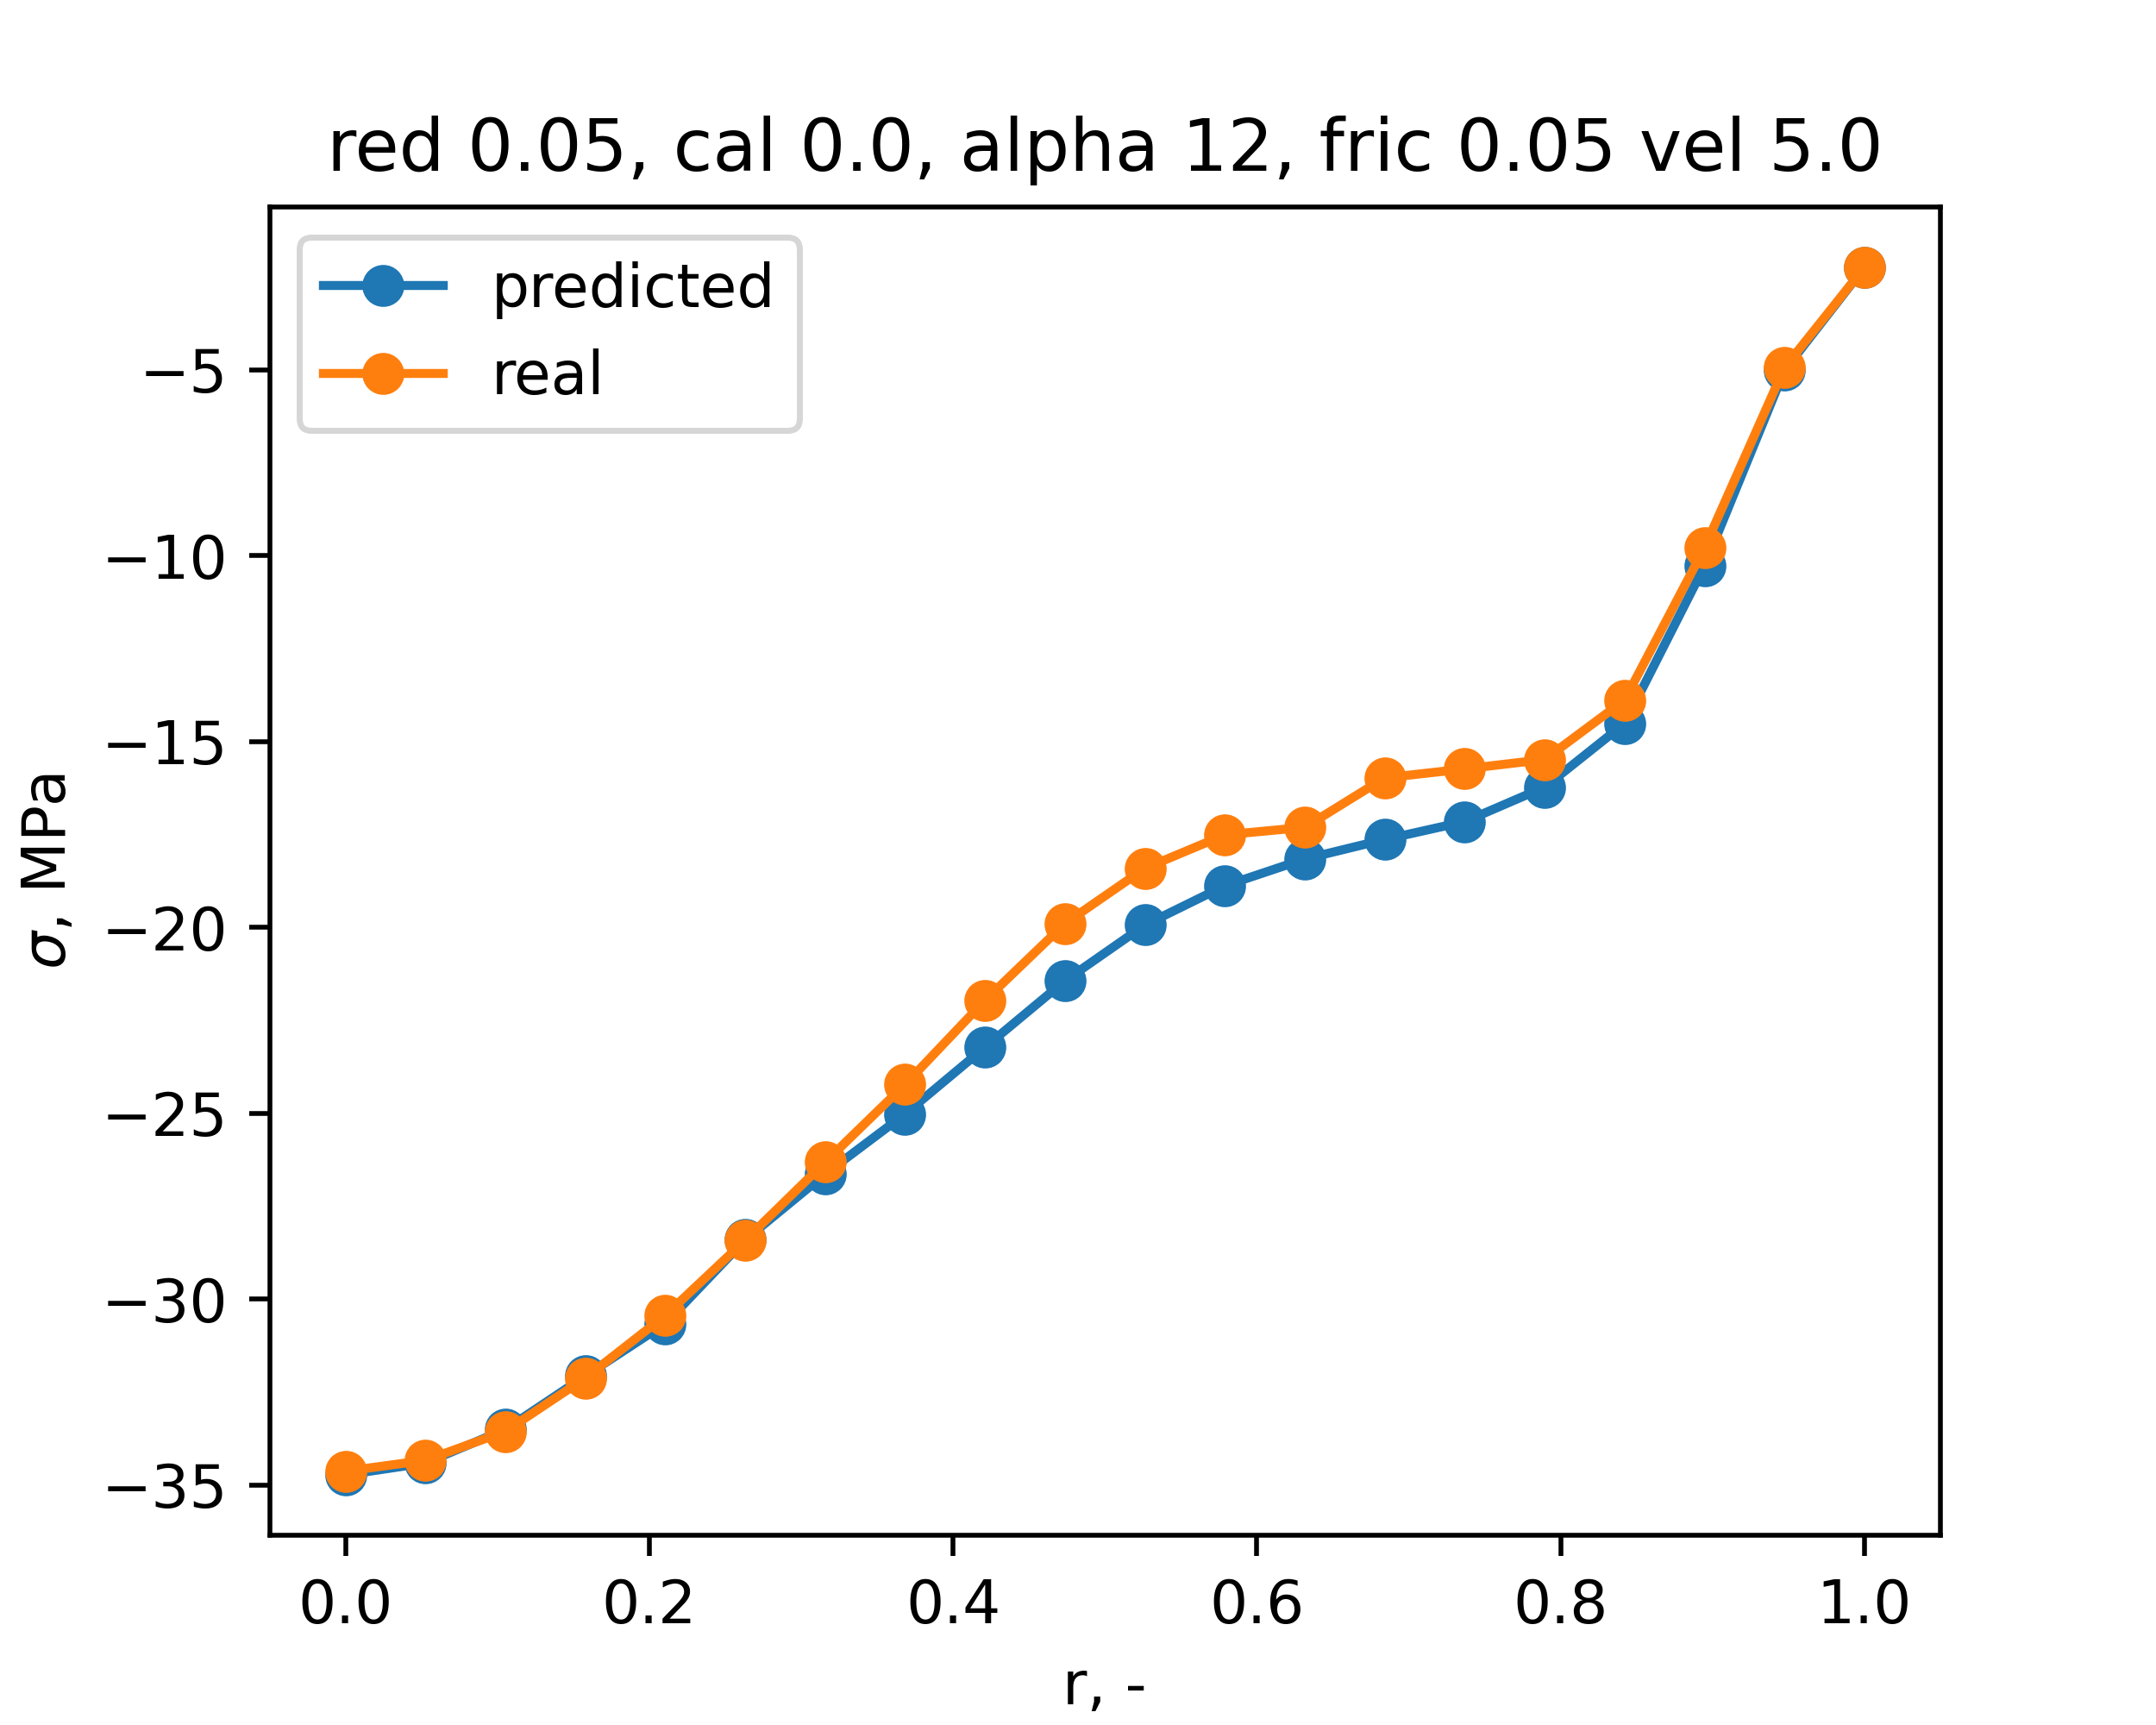 red 0.05, cal 0.0, alpha 12, fric 0.05 vel 5.0
predicted
real
−5
−10
−15
−20
−25
−30
−35
σ, MPa
0.0 0.2 0.4 0.6 0.8 1.0
r, -